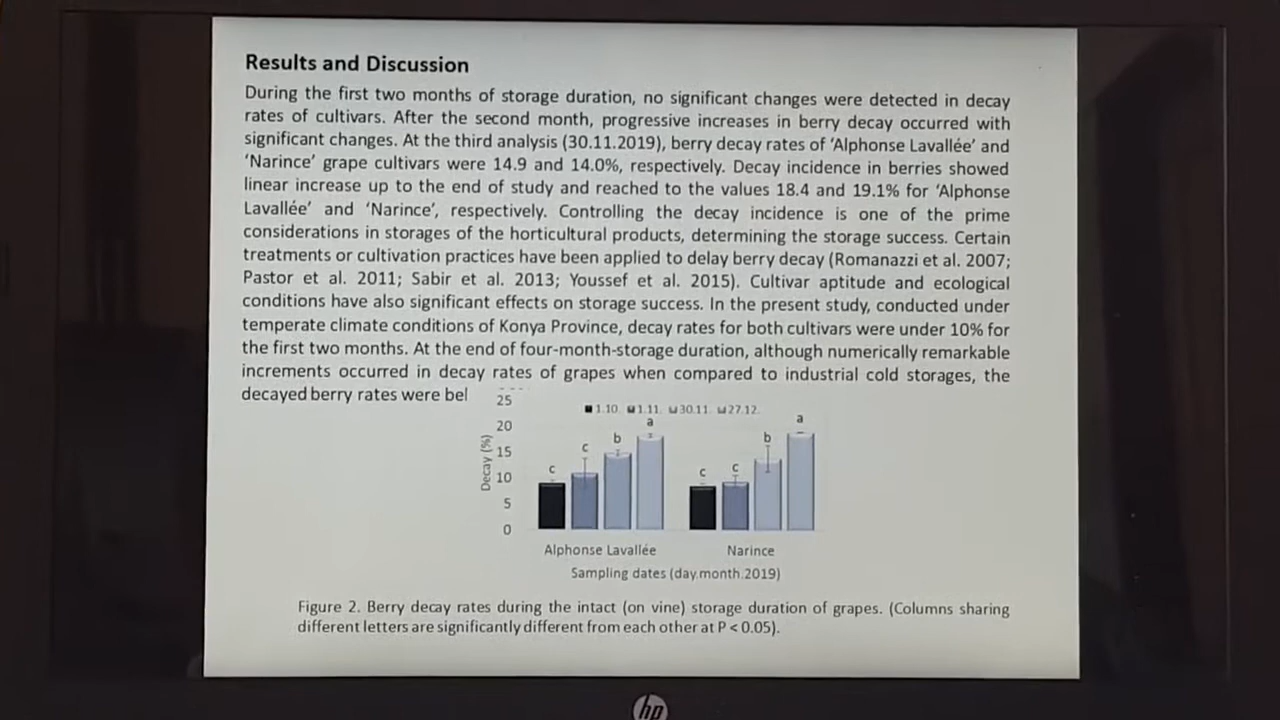 Results and Discussion
During the first two months of storage duration, no significant changes were detected in decay
rates of cultivars. After the second month, progressive increases in berry decay occurred with
significant changes. At the third analysis (30.11.2019), berry decay rates of 'Alphonse Lavallée' and
'Narince' grape cultivars were 14.9 and 14.0%, respectively. Decay incidence in berries showed
linear increase up to the end of study and reached to the values 18.4 and 19.1% for 'Alphonse
Lavallée' and 'Narince', respectively. Controlling the decay incidence is one of the prime
considerations in storages of the horticultural products, determining the storage success. Certain
treatments or cultivation practices have been applied to delay berry decay (Romanazzi et al. 2007;
Pastor et al. 2011; Sabir et al. 2013; Youssef et al. 2015). Cultivar aptitude and ecological
conditions have also significant effects on storage success. In the present study, conducted under
temperate climate conditions of Konya Province, decay rates for both cultivars were under 10% for
the first two months. At the end of four-month-storage duration, although numerically remarkable
increments occurred in decay rates of grapes when compared to industrial cold storages, the
decayed berry rates were bel
25
1.10. 1.11. 30.11. 27.12.
20
15
10
5
0
Decay (%)
c c b a c c b a
Alphonse Lavallée Narince
Sampling dates (day.month.2019)
Figure 2. Berry decay rates during the intact (on vine) storage duration of grapes. (Columns sharing
different letters are significantly different from each other at P < 0.05).
hp